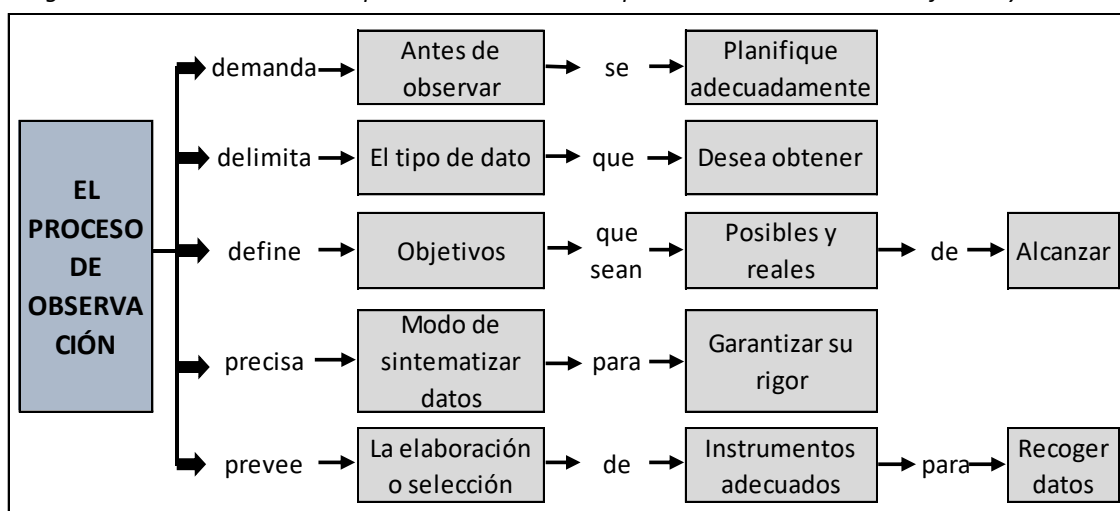 demanda
Antes de
observar
se
Planifique
adecuadamente
delimita
El tipo de dato
que
Desea obtener
EL
PROCESO
DE
OBSERVA
CIÓN
define
Objetivos
que
sean
Posibles y
reales
de
Alcanzar
precisa
Modo de
sintematizar
datos
para
Garantizar su
rigor
prevee
La elaboración
o selección
de
Instrumentos
adecuados
para
Recoger
datos